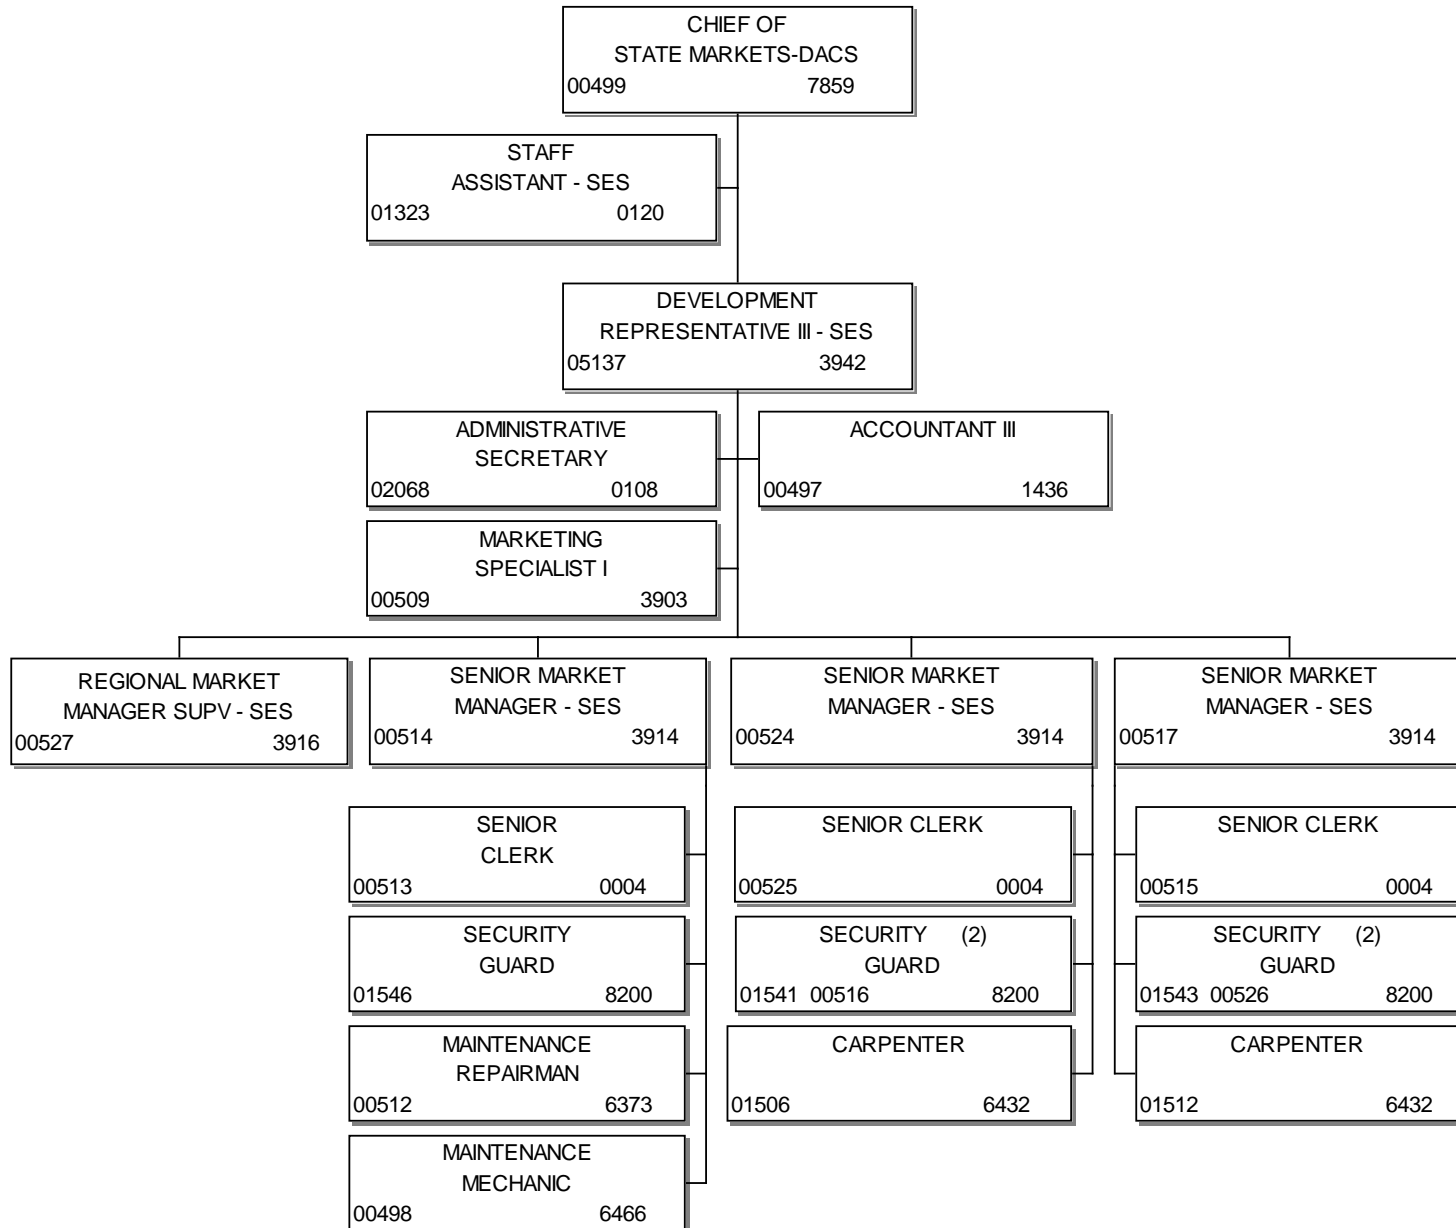 CHIEF OF
STATE MARKETS-DACS
00499 7859
STAFF
ASSISTANT - SES
01323 0120
DEVELOPMENT
REPRESENTATIVE III - SES
05137 3942
ADMINISTRATIVE
SECRETARY
02068 0108
ACCOUNTANT III
00497 1436
MARKETING
SPECIALIST I
00509 3903
REGIONAL MARKET
MANAGER SUPV - SES
00527 3916
SENIOR MARKET
MANAGER - SES
00514 3914
SENIOR MARKET
MANAGER - SES
00524 3914
SENIOR MARKET
MANAGER - SES
00517 3914
SENIOR
CLERK
00513 0004
SENIOR CLERK
00525 0004
SENIOR CLERK
00515 0004
SECURITY
GUARD
01546 8200
SECURITY (2)
GUARD
01541 00516 8200
SECURITY (2)
GUARD
01543 00526 8200
MAINTENANCE
REPAIRMAN
00512 6373
CARPENTER
01506 6432
CARPENTER
01512 6432
MAINTENANCE
MECHANIC
00498 6466